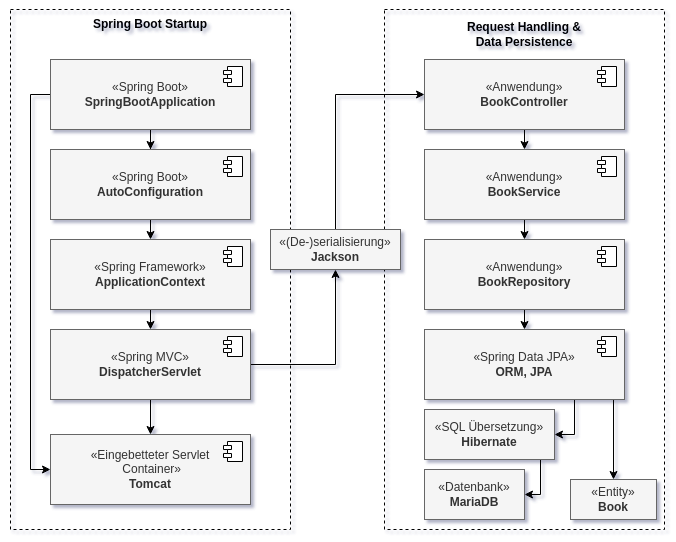 Spring Boot Startup
«Spring Boot»
SpringBootApplication
«Spring Boot»
AutoConfiguration
«Spring Framework»
ApplicationContext
«Spring MVC»
DispatcherServlet
«Eingebetteter Servlet
Container»
Tomcat
«(De-)serialisierung»
Jackson
Request Handling &
Data Persistence
«Anwendung»
BookController
«Anwendung»
BookService
«Anwendung»
BookRepository
«Spring Data JPA»
ORM, JPA
«SQL Übersetzung»
Hibernate
«Datenbank»
MariaDB
«Entity»
Book